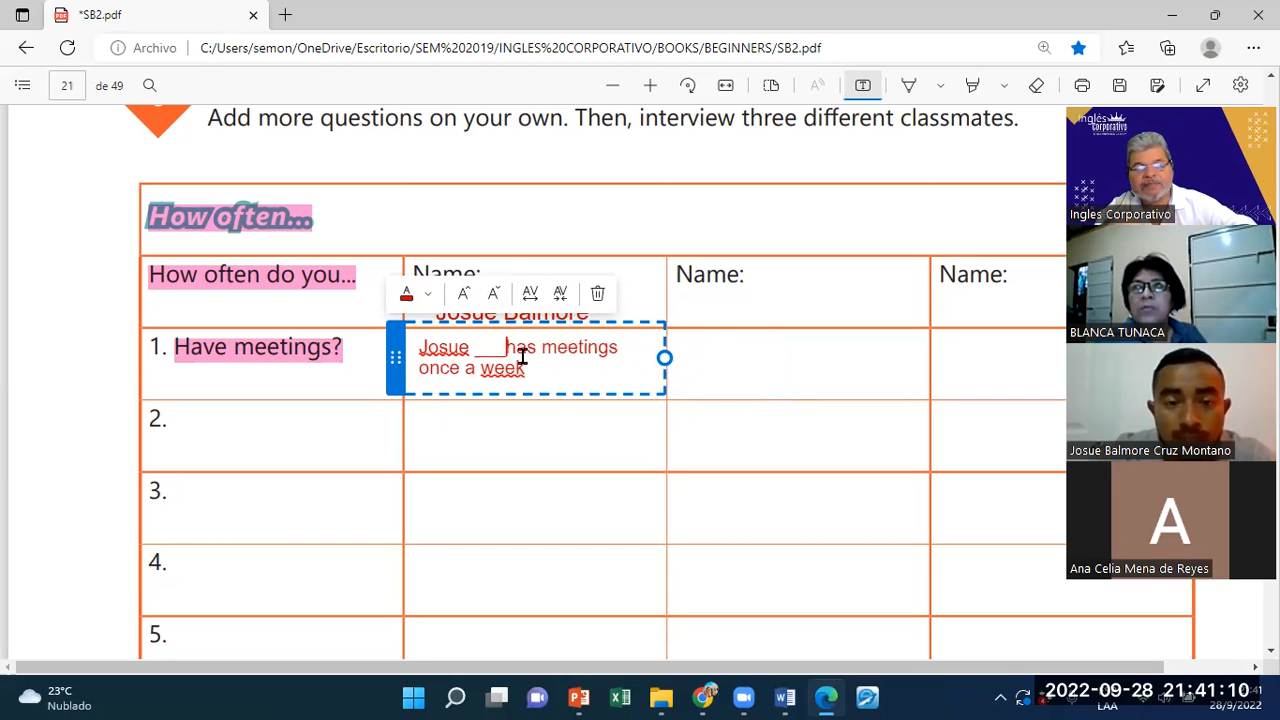 *SB2.pdf
Archivo
C:/Users/semon/OneDrive/Escritorio/SEM%202019/INGLES%20CORPORATIVO/BOOKS/BEGINNERS/SB2.pdf
21 de 49
Add more questions on your own. Then, interview three different classmates.
How often...
How often do you...
Name:
Name:
Name:
Josue Balmore
1. Have meetings?
Josue ___has meetings
once a week
2.
3.
4.
5.
Inglés
Corporativo
Ingles Corporativo
BLANCA TUNACA
Josue Balmore Cruz Montano
A
Ana Celia Mena de Reyes
23°C
Nublado
LAA
28/9/2022
2022-09-28 21:41:10